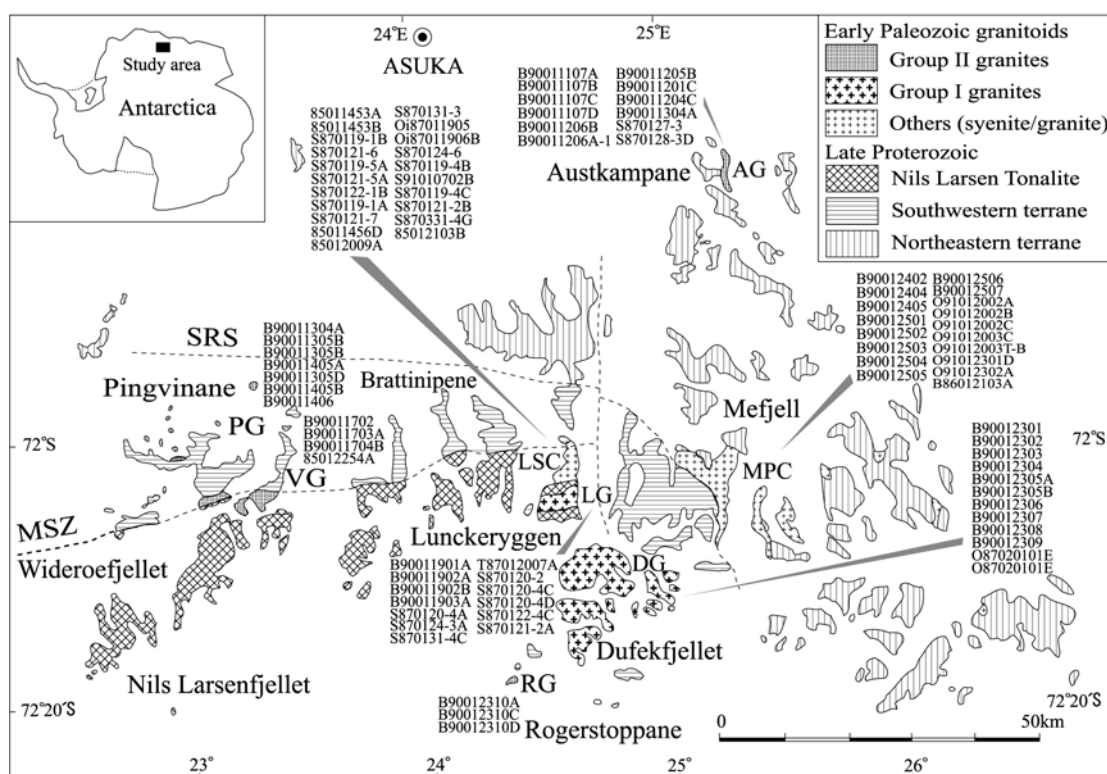 Study area
Antarctica
24°E
25°E
ASUKA
Early Paleozoic granitoids
Group II granites
Group I granites
Others (syenite/granite)
Late Proterozoic
Nils Larsen Tonalite
Southwestern terrane
Northeastern terrane
B90011107A B90011205B
B90011107B B90011201C
B90011107C B90011204C
B90011107D B90011304A
B90011206B S870127-3
B90011206A-1 S870128-3D
Austkampane
AG
85011453A S870131-3
85011453B Oi87011905
S870119-1B Oi87011906B
S870121-6 S870124-6
S870119-5A S870119-4B
S870121-5A S91010702B
S870122-1B S870119-4C
S870119-1A S870121-2B
S870121-7 S870331-4G
85011456D 85012103B
85012009A
B90012402 B90012506
B90012404 B90012507
B90012405 O91012002A
B90012501 O91012002B
B90012502 O91012002C
B90012503 O91012003C
B90012504 O91012003T-B
B90012505 O91012301D
O91012302A
B86012103A
SRS
B90011304A
B90011305B
B90011305B
B90011405A
B90011305D
B90011405B
B90011406
Pingvinane
Brattnipene
Mefjell
72°S
PG
B90011702
B90011703A
B90011704B
85012254A
VG
LSC
MPC
LG
72°S
B90012301
B90012302
B90012303
B90012304
B90012305A
B90012305B
B90012306
B90012307
B90012308
B90012309
O87020101E
O87020101E
MSZ
Wideroefjellet
Lunckeryggen
DG
B90011901A T87012007A
B90011902A S870120-2
B90011902B S870120-4C
B90011903A S870120-4D
S870120-4A S870122-4C
S870124-3A S870121-2A
S870131-4C
Dufekfjellet
Nils Larsenfjellet
RG
B90012310A
B90012310C
B90012310D
Rogerstoppane
72°20'S
72°20'S
0 50km
23°
24°
25°
26°